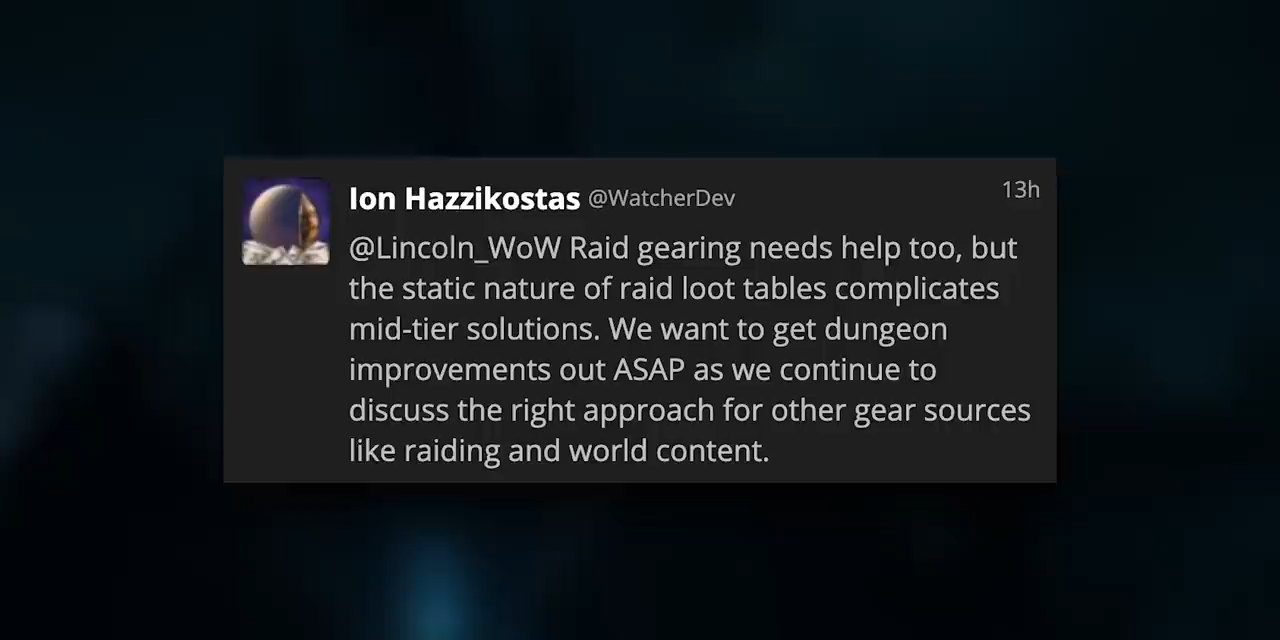 Ion Hazzikostas @WatcherDev 13h
@Lincoln_WoW Raid gearing needs help too, but
the static nature of raid loot tables complicates
mid-tier solutions. We want to get dungeon
improvements out ASAP as we continue to
discuss the right approach for other gear sources
like raiding and world content.